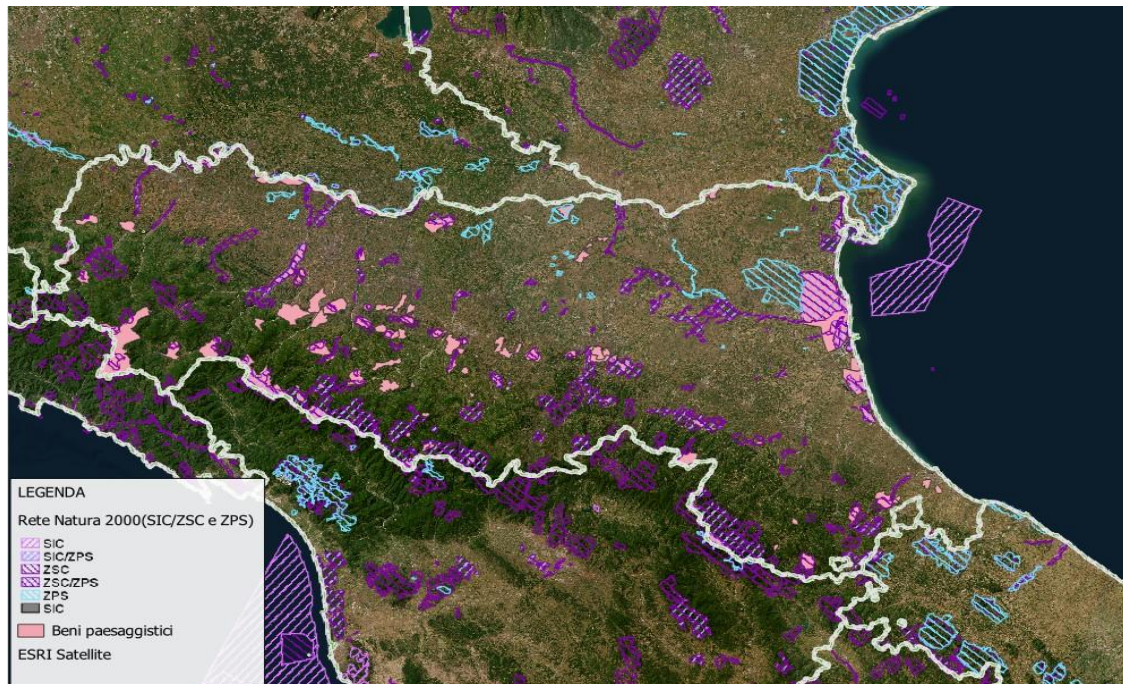 LEGENDA
Rete Natura 2000(SIC/ZSC e ZPS)
SIC
SIC/ZPS
ZSC
ZSC/ZPS
ZPS
SIC
Beni paesaggistici
ESRI Satellite